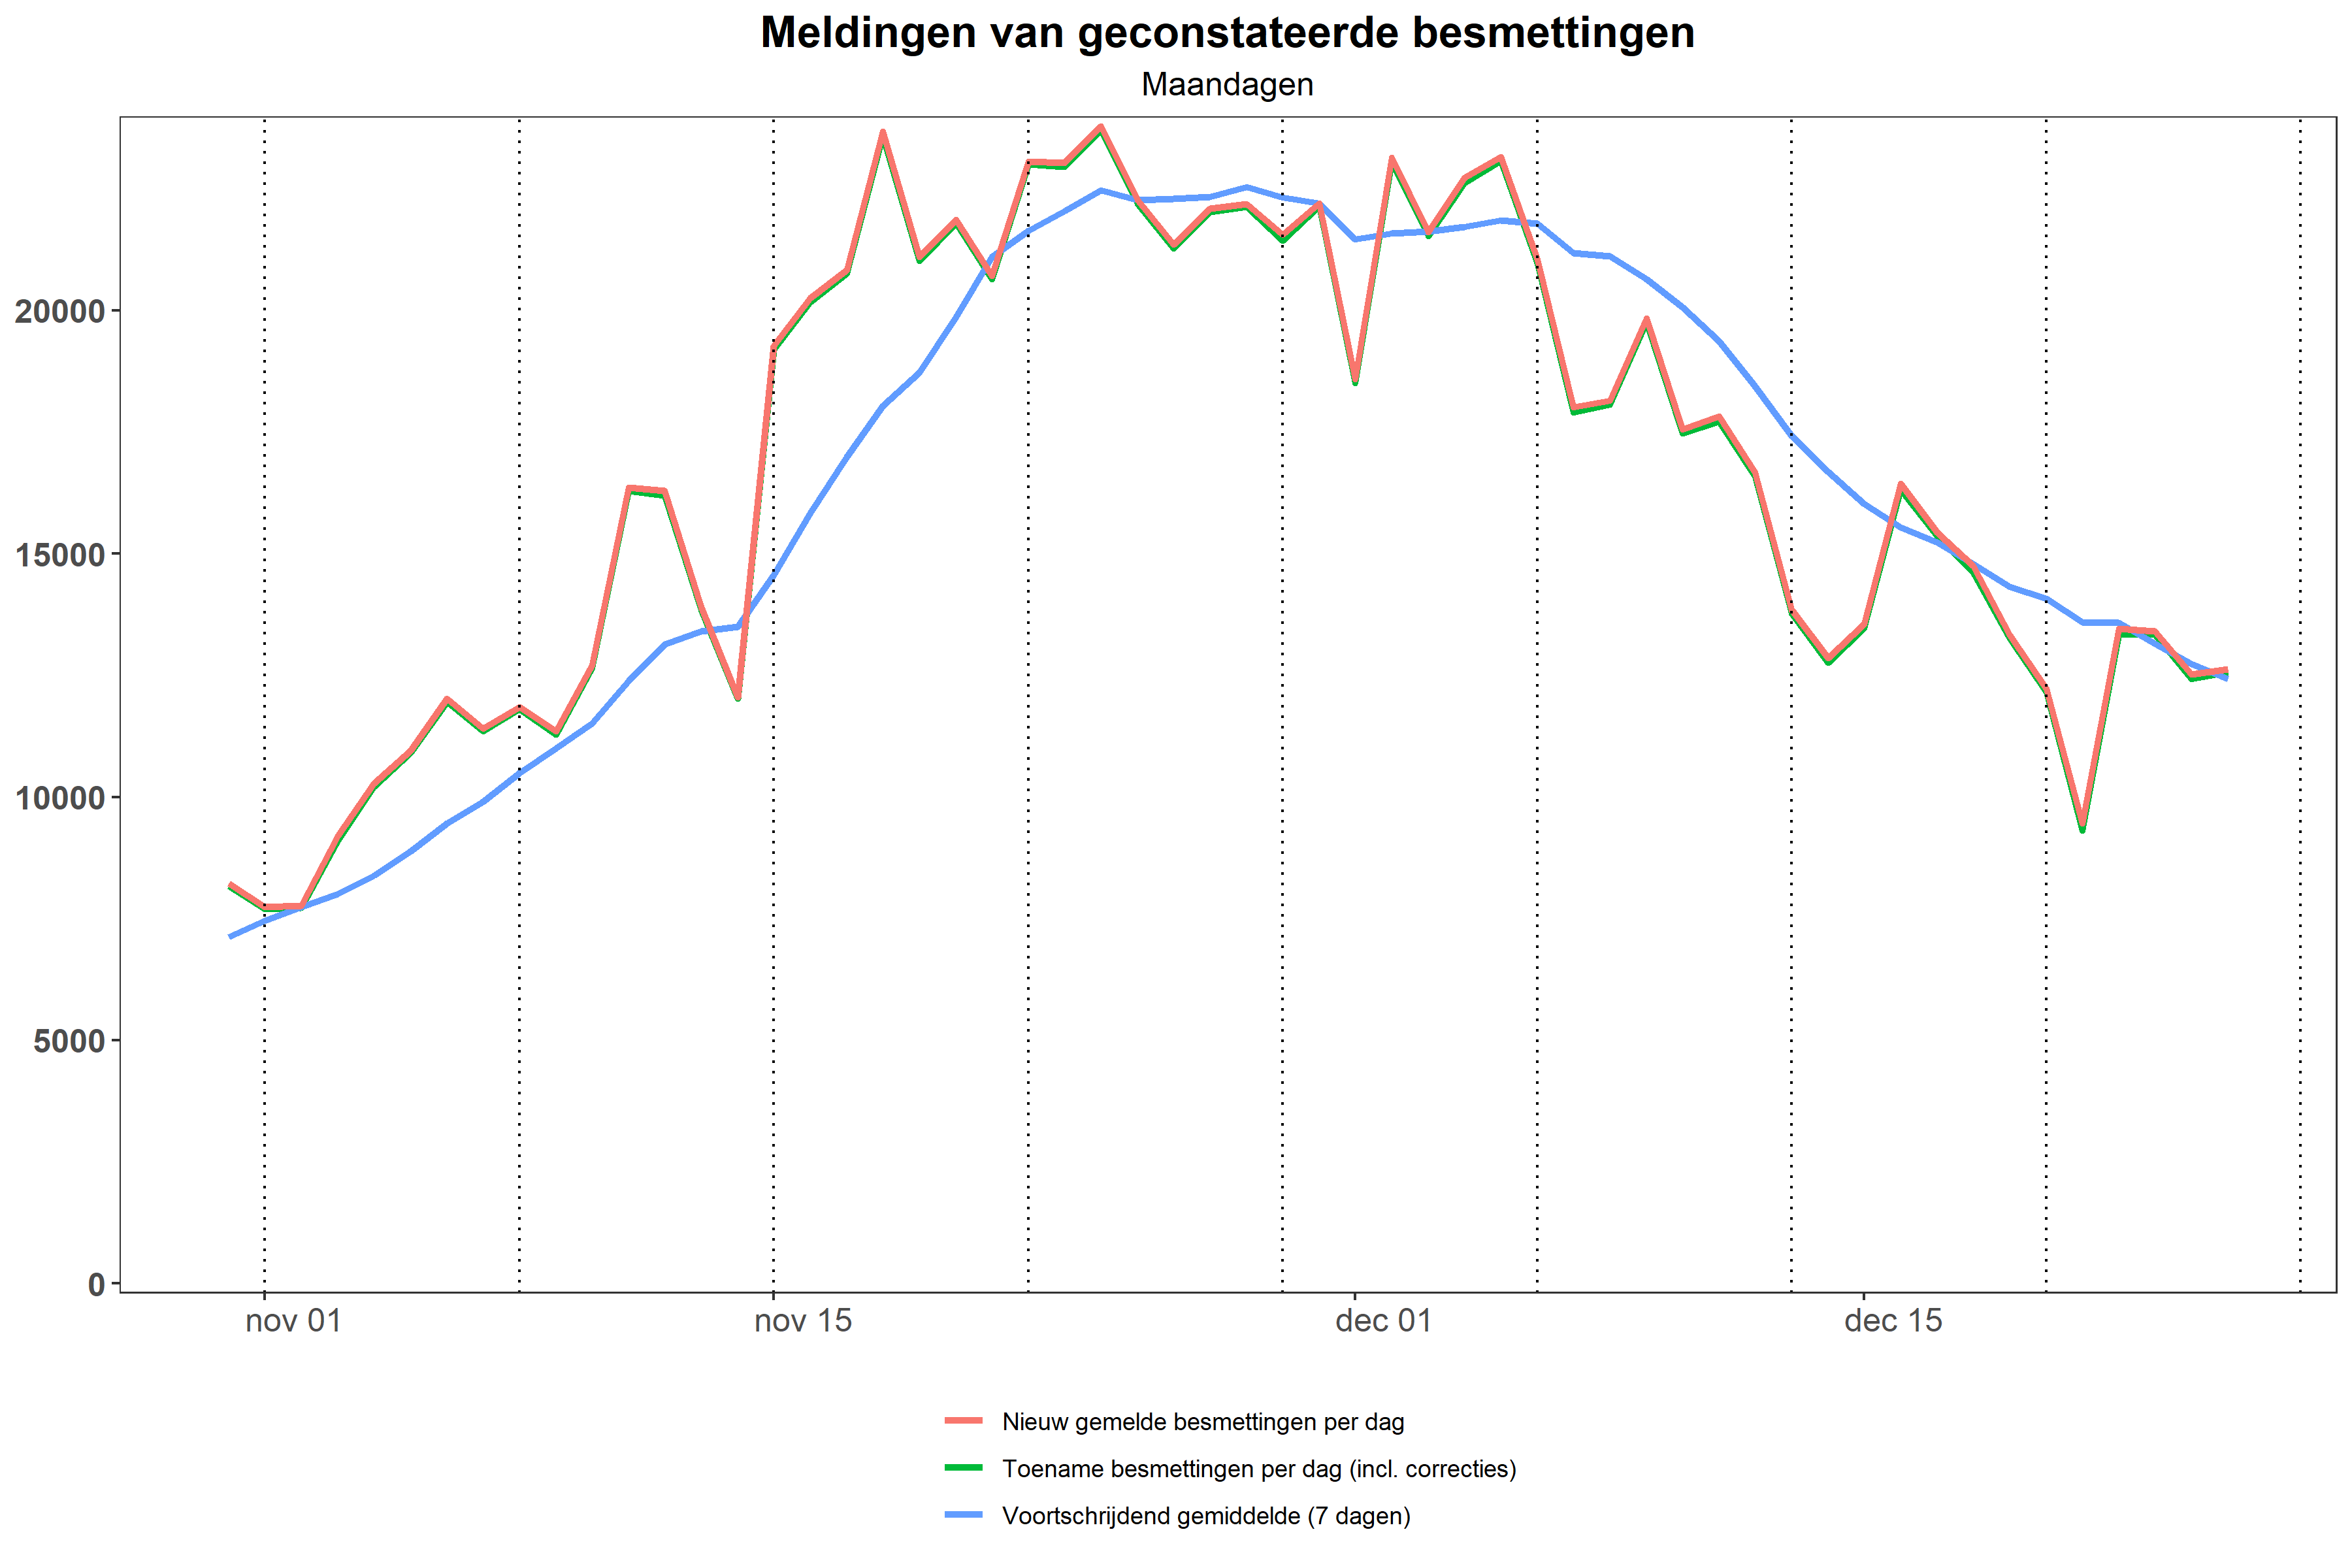 Meldingen van geconstateerde besmettingen
Maandagen
20000
15000
10000
5000
0
nov 01
nov 15
dec 01
dec 15
Nieuw gemelde besmettingen per dag
Toename besmettingen per dag (incl. correcties)
Voortschrijdend gemiddelde (7 dagen)